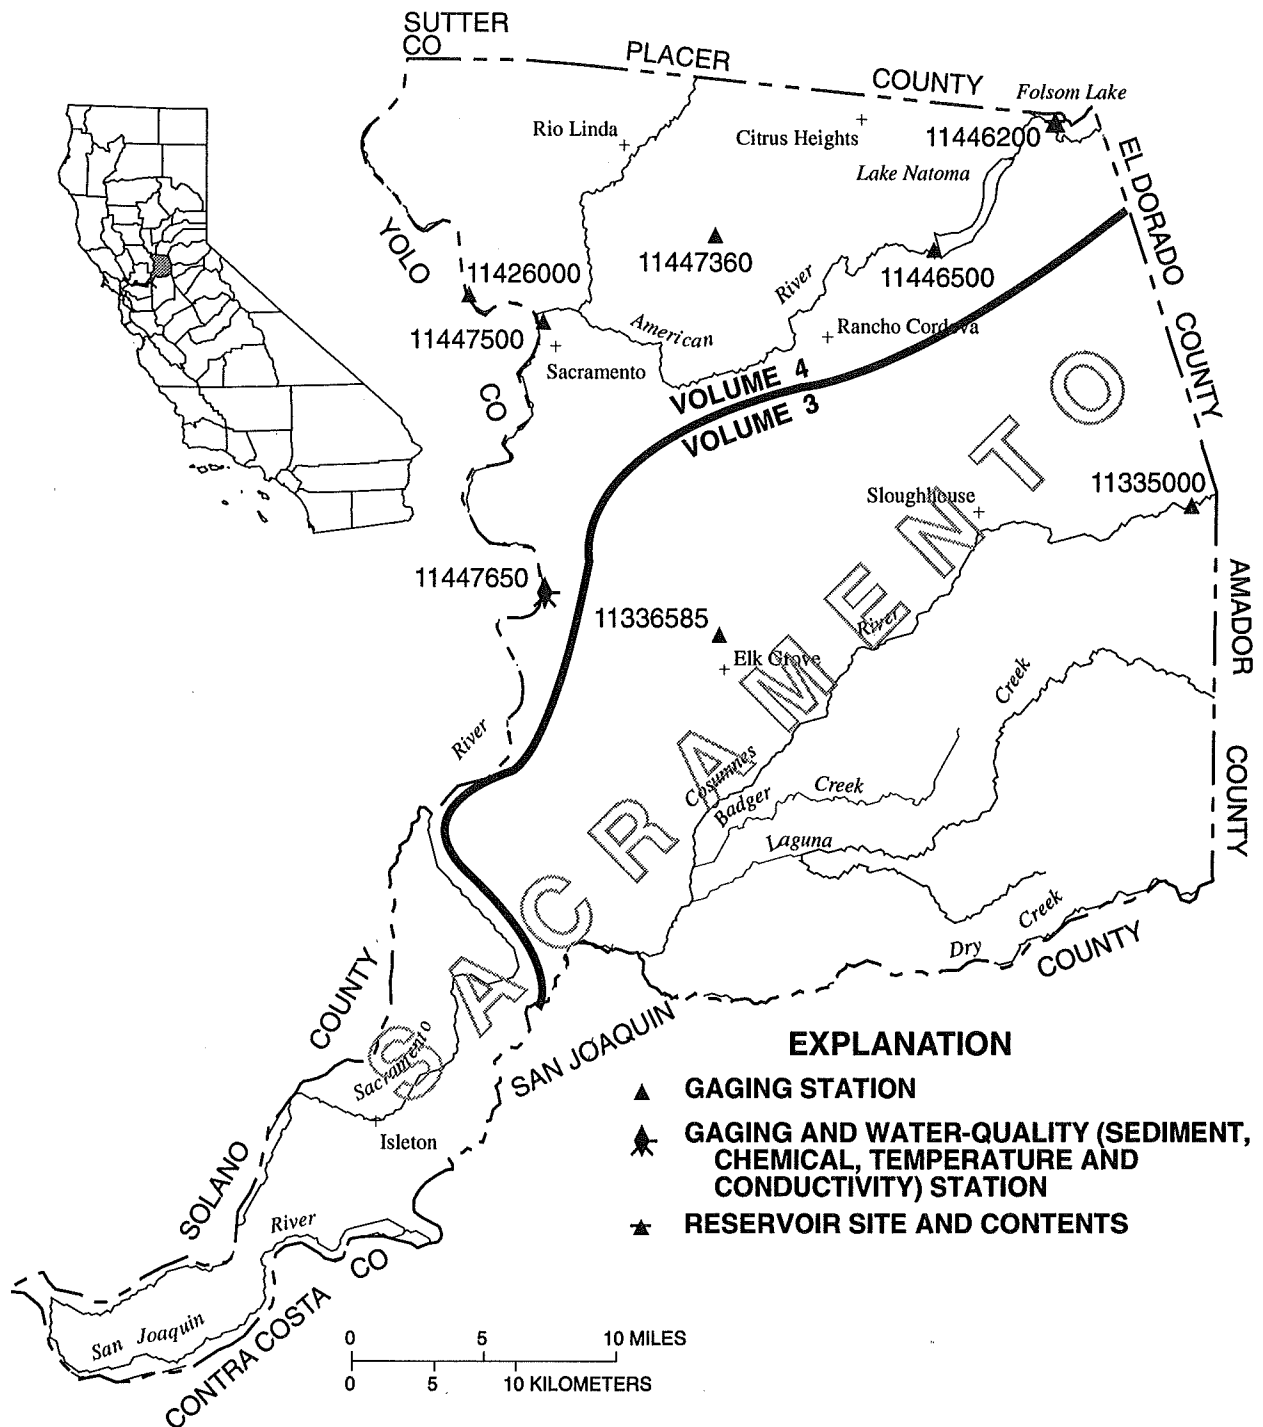 SUTTER
CO
PLACER
COUNTY
Folsom Lake
Rio Linda
Citrus Heights
11446200
Lake Natoma
EL DORADO
COUNTY
YOLO
CO
11426000
11447360
11446500
River
American
Rancho Cordova
11447500
Sacramento
VOLUME 4
VOLUME 3
11335000
Sloughhouse
SACRAMENTO
11447650
11336585
Elk Grove
River
Cosumnes
AMADOR
COUNTY
Creek
River
Badger
Creek
Laguna
Creek
Dry
COUNTY
SAN JOAQUIN
COUNTY
SOLANO
Sacramento
Isleton
River
San Joaquin
CONTRA COSTA
CO
EXPLANATION
GAGING STATION
GAGING AND WATER-QUALITY (SEDIMENT,
CHEMICAL, TEMPERATURE AND
CONDUCTIVITY) STATION
RESERVOIR SITE AND CONTENTS
0 5 10 MILES
0 5 10 KILOMETERS